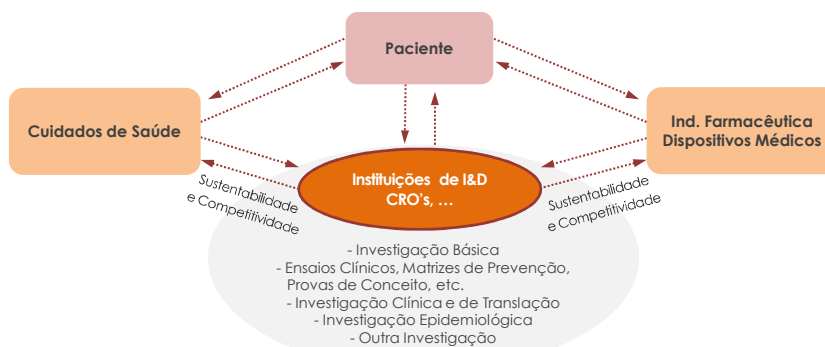 Paciente
Cuidados de Saúde
Ind. Farmacêutica
Dispositivos Médicos
Instituições de I&D
CRO's, ...
Sustentabilidade
e Competitividade
Sustentabilidade
e Competitividade
- Investigação Básica
- Ensaios Clínicos, Matrizes de Prevenção,
Provas de Conceito, etc.
- Investigação Clínica e de Translação
- Investigação Epidemiológica
- Outra Investigação